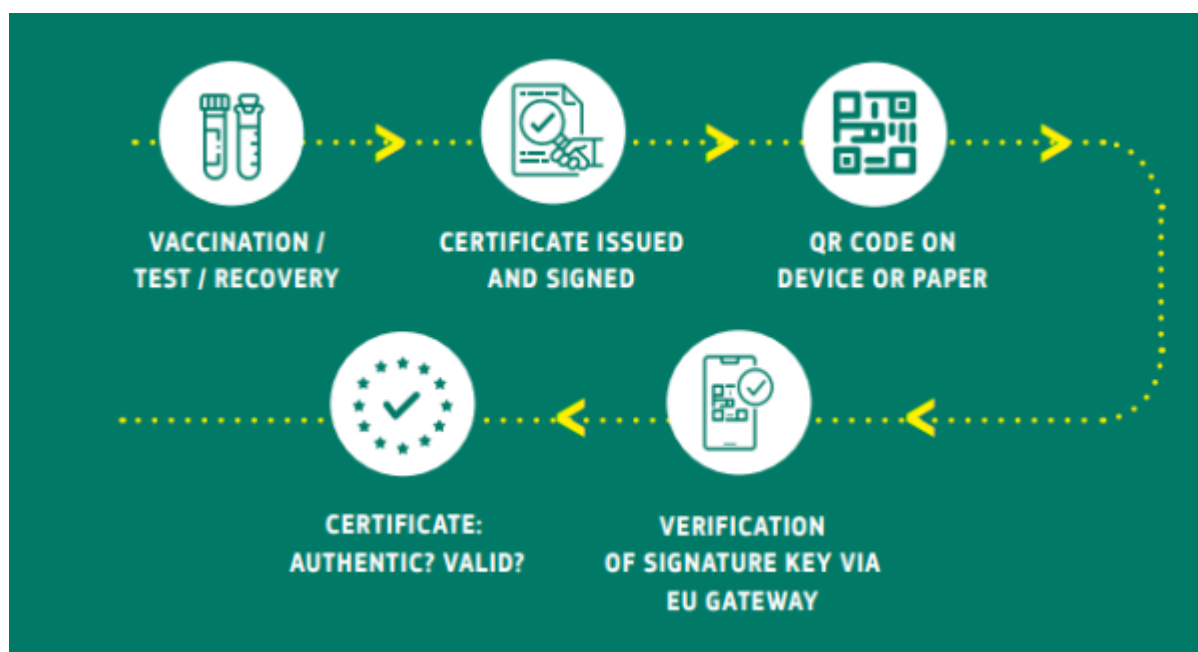 VACCINATION /
TEST / RECOVERY
CERTIFICATE ISSUED
AND SIGNED
QR CODE ON
DEVICE OR PAPER
VERIFICATION
OF SIGNATURE KEY VIA
EU GATEWAY
CERTIFICATE:
AUTHENTIC? VALID?